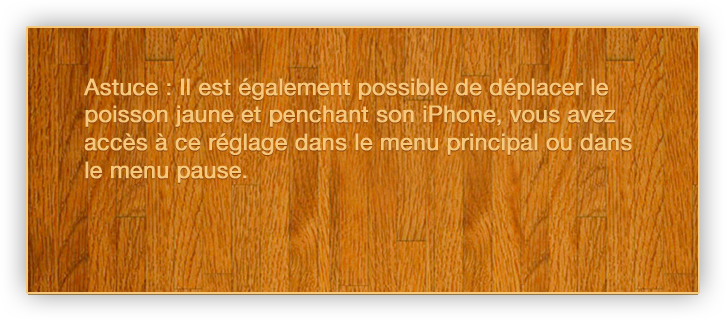 Astuce : Il est également possible de déplacer le
poisson jaune et penchant son iPhone, vous avez
accès à ce réglage dans le menu principal ou dans
le menu pause.